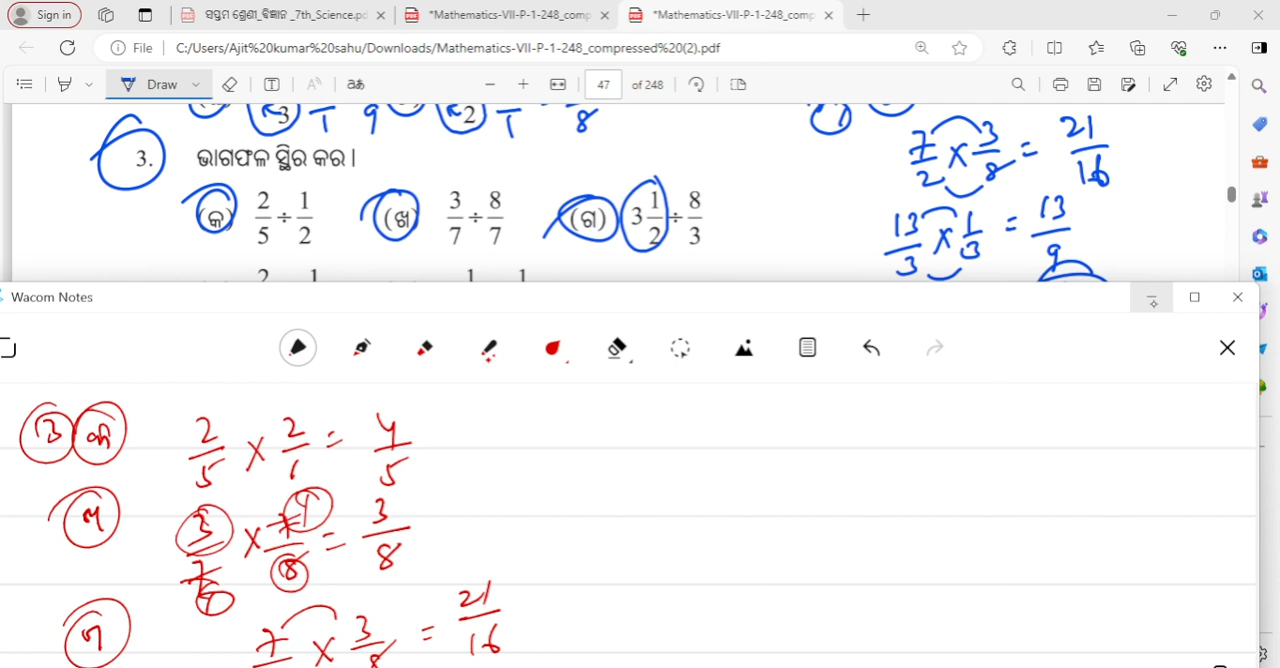 Sign in
ସପ୍ତମ ଶ୍ରେଣୀ_ବିଜ୍ଞାନ _7th_Science.pd
*Mathematics-VII-P-1-248_comp
*Mathematics-VII-P-1-248_comp
File C:/Users/Ajit%20kumar%20sahu/Downloads/Mathematics-VII-P-1-248_compressed%20(2).pdf
Draw 47 of 248
3. ଭାଗଫଳ ସ୍ଥିର କର।
7/2 × 3/8 = 21/16
(କ) 2/5 ÷ 1/2 (ଖ) 3/7 ÷ 8/7 (ଗ) 3 1/2 ÷ 8/3
13/3 × 1/3 = 13/9
Wacom Notes
3 କ 2/5 × 2/1 = 4/5
3/7 × 7/8 = 3/8
7 × 3/8 = 21/16